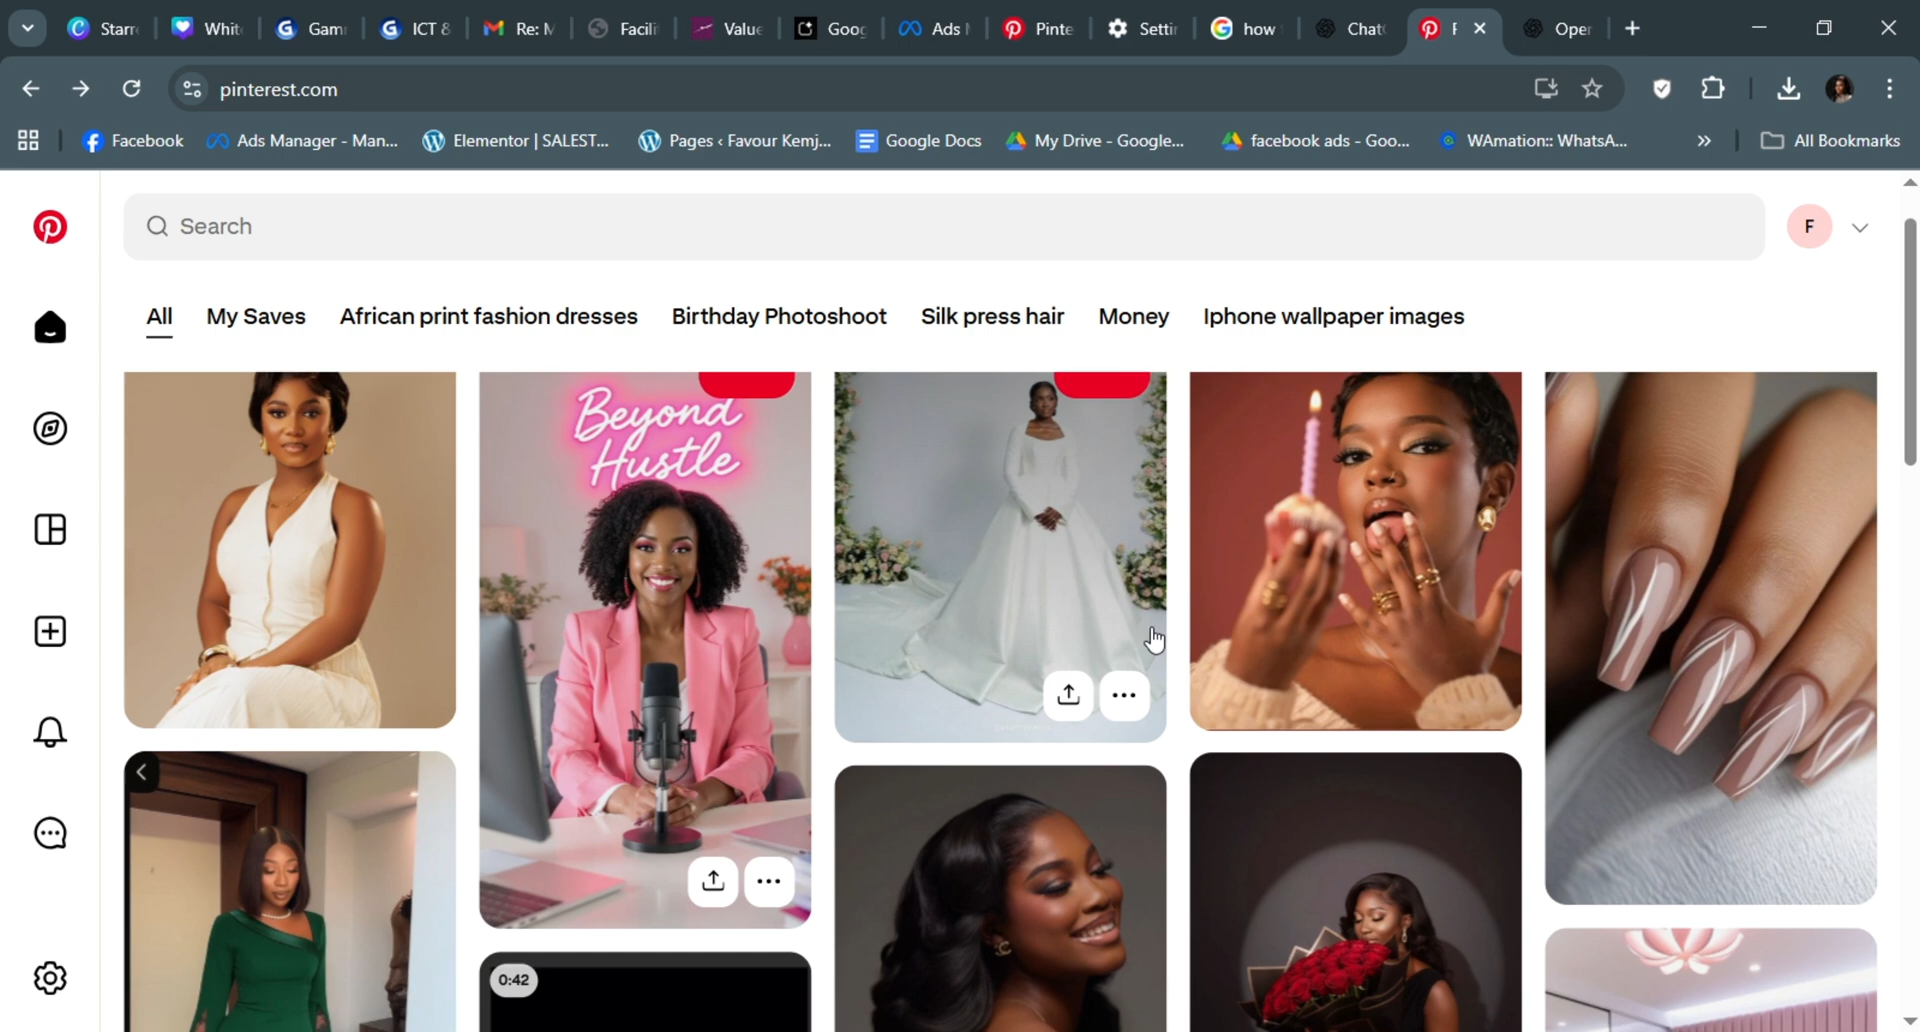 Starr
Whit
Gam
ICT &
Re: M
Facili
Value
Goog
Ads
Pinte
Settin
how
Chat
Oper
pinterest.com
Facebook
Ads Manager - Man...
Elementor | SALEST...
Pages ‹ Favour Kemj...
Google Docs
My Drive - Google...
facebook ads - Goo...
WAmation:: WhatsA...
All Bookmarks
Search
F
All
My Saves
African print fashion dresses
Birthday Photoshoot
Silk press hair
Money
Iphone wallpaper images
Beyond
Hustle
0:42